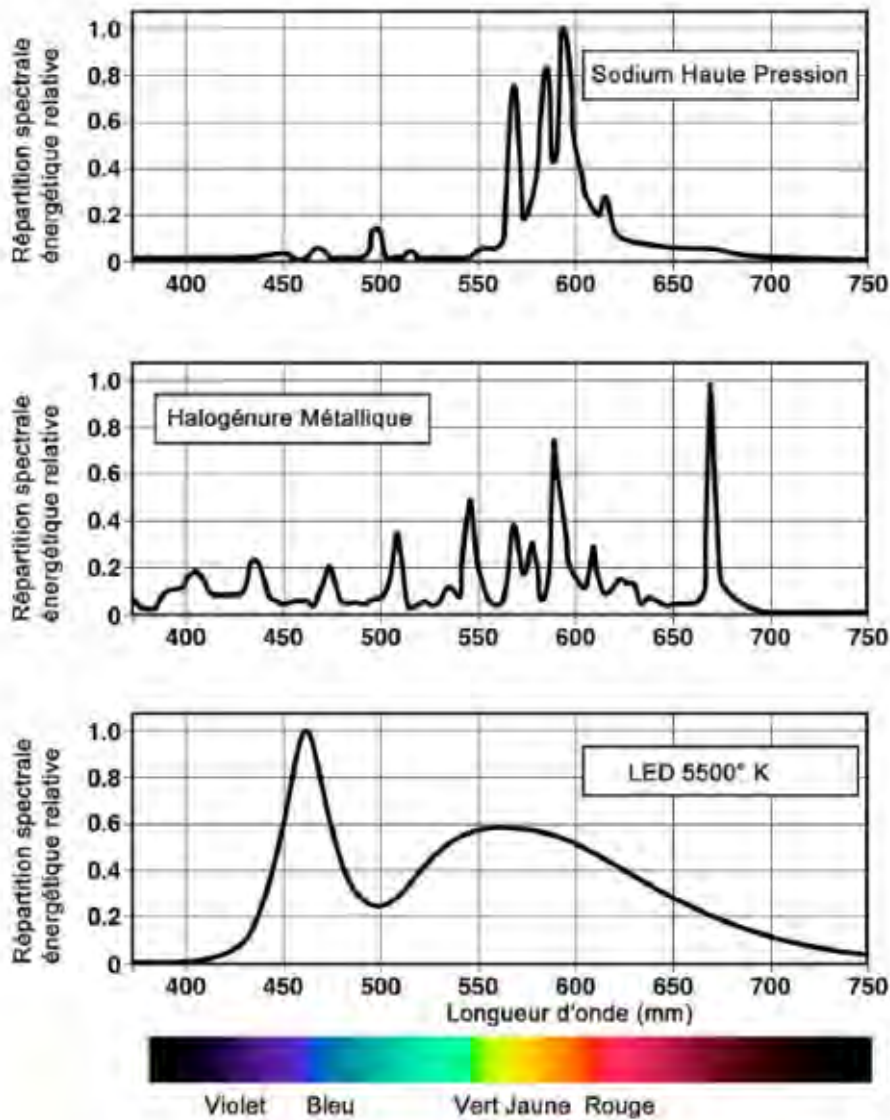 Répartition spectrale
énergétique relative
1.0
0.8
0.6
0.4
0.2
0
Sodium Haute Pression
400 450 500 550 600 650 700 750
Répartition spectrale
énergétique relative
1.0
0.8
0.6
0.4
0.2
0
Halogénure Métallique
400 450 500 550 600 650 700 750
Répartition spectrale
énergétique relative
1.0
0.8
0.6
0.4
0.2
0
LED 5500° K
400 450 500 550 600 650 700 750
Longueur d'onde (mm)
Violet Bleu Vert Jaune Rouge